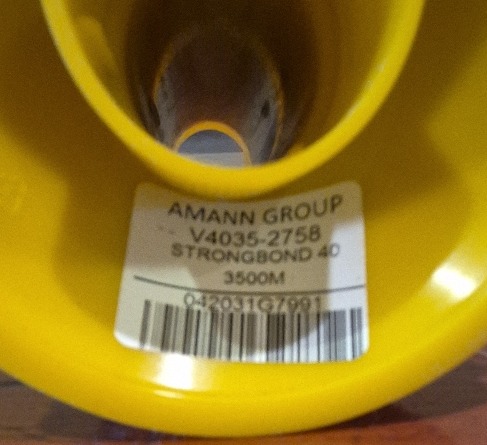 AMANN GROUP
V4035-2758
STRONGBOND 40
3500M
042031G7991